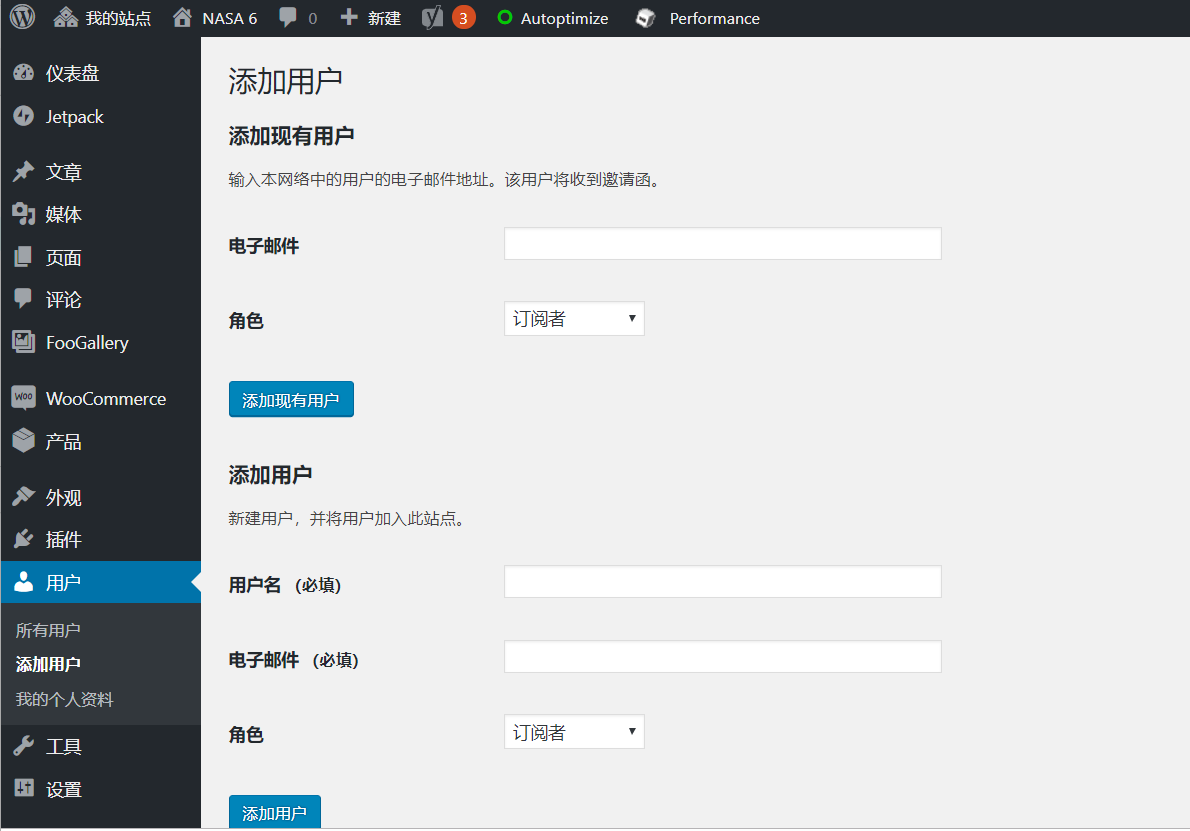 我的站点 NASA 6 0 新建 3 Autoptimize Performance
仪表盘
Jetpack
文章
媒体
页面
评论
FooGallery
WOO WooCommerce
产品
外观
插件
用户
所有用户
添加用户
我的个人资料
工具
设置
添加用户
添加现有用户
输入本网络中的用户的电子邮件地址。该用户将收到邀请函。
电子邮件
角色 订阅者
添加现有用户
添加用户
新建用户，并将用户加入此站点。
用户名 (必填)
电子邮件 (必填)
角色 订阅者
添加用户